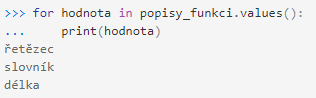 >>> for hodnota in popisy_funkci.values():
...     print(hodnota)
řetězec
slovník
délka